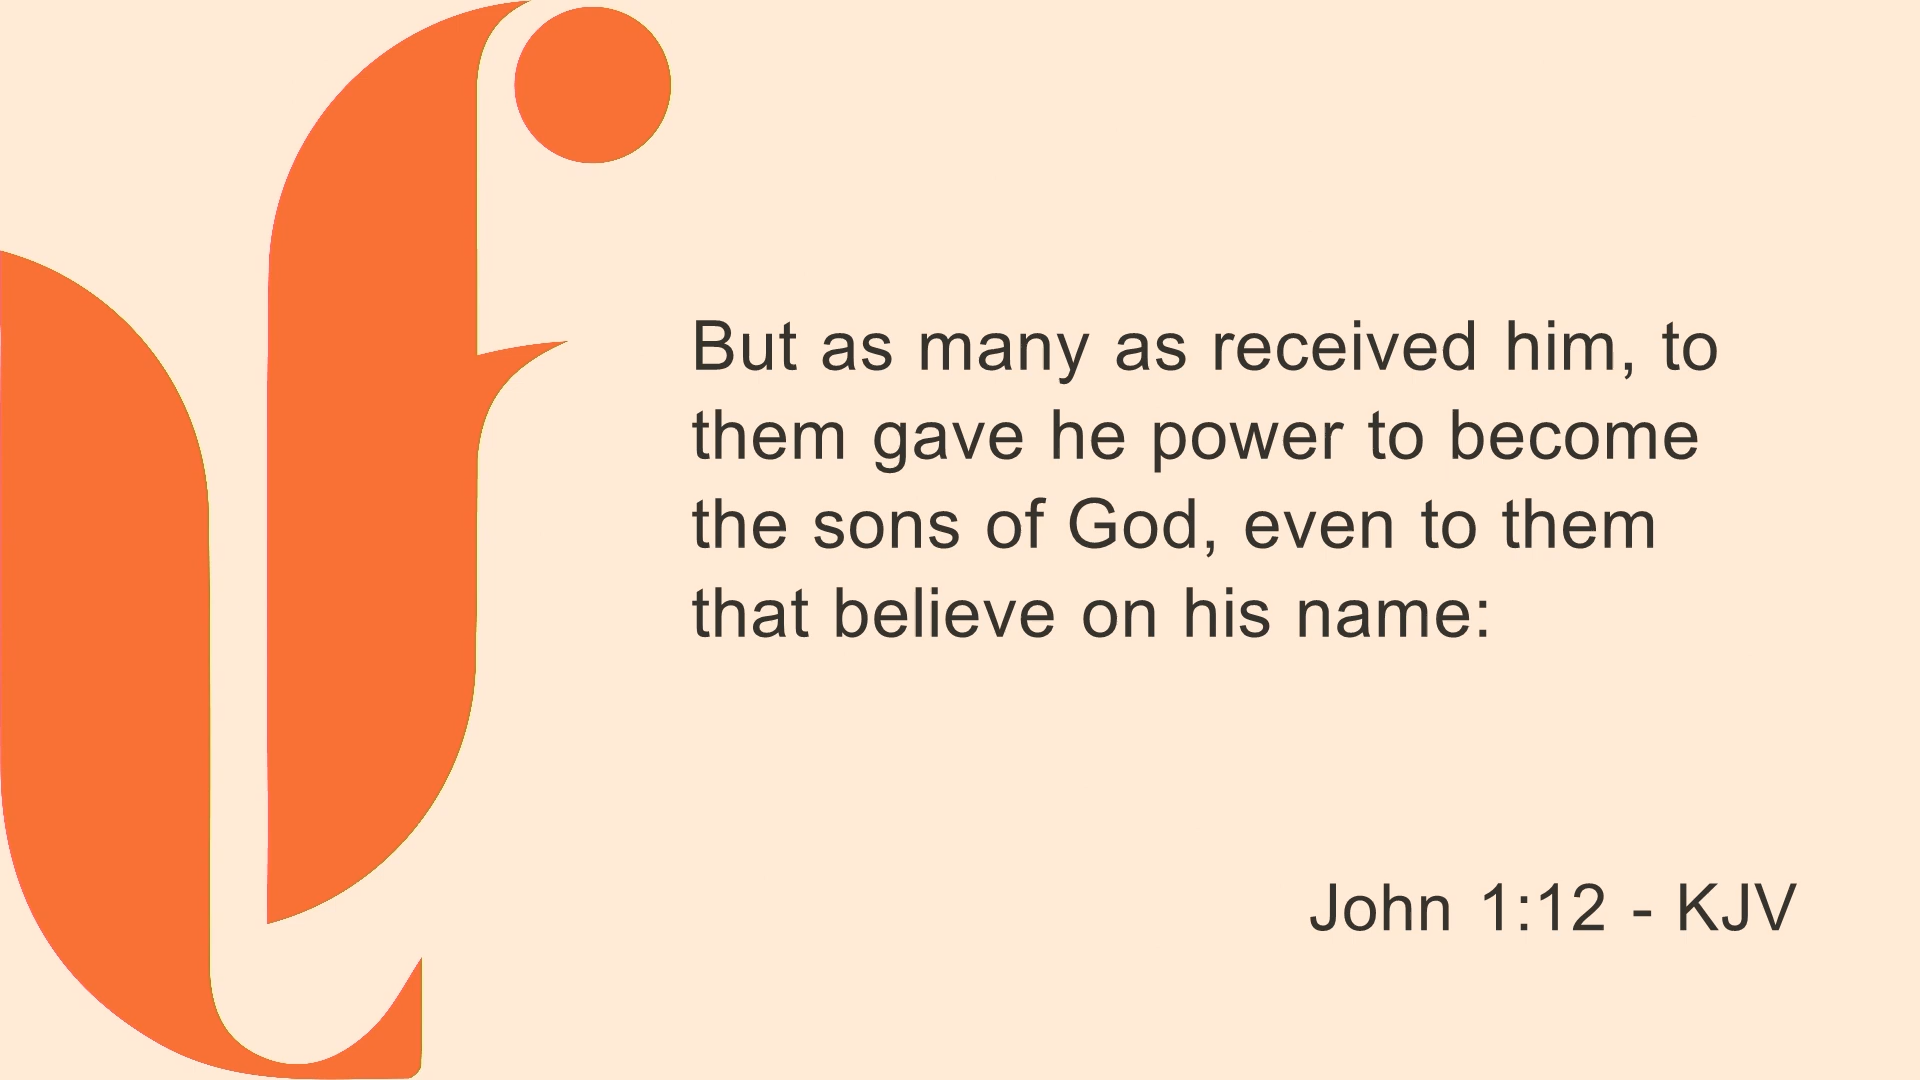 But as many as received him, to
them gave he power to become
the sons of God, even to them
that believe on his name:
John 1:12 - KJV